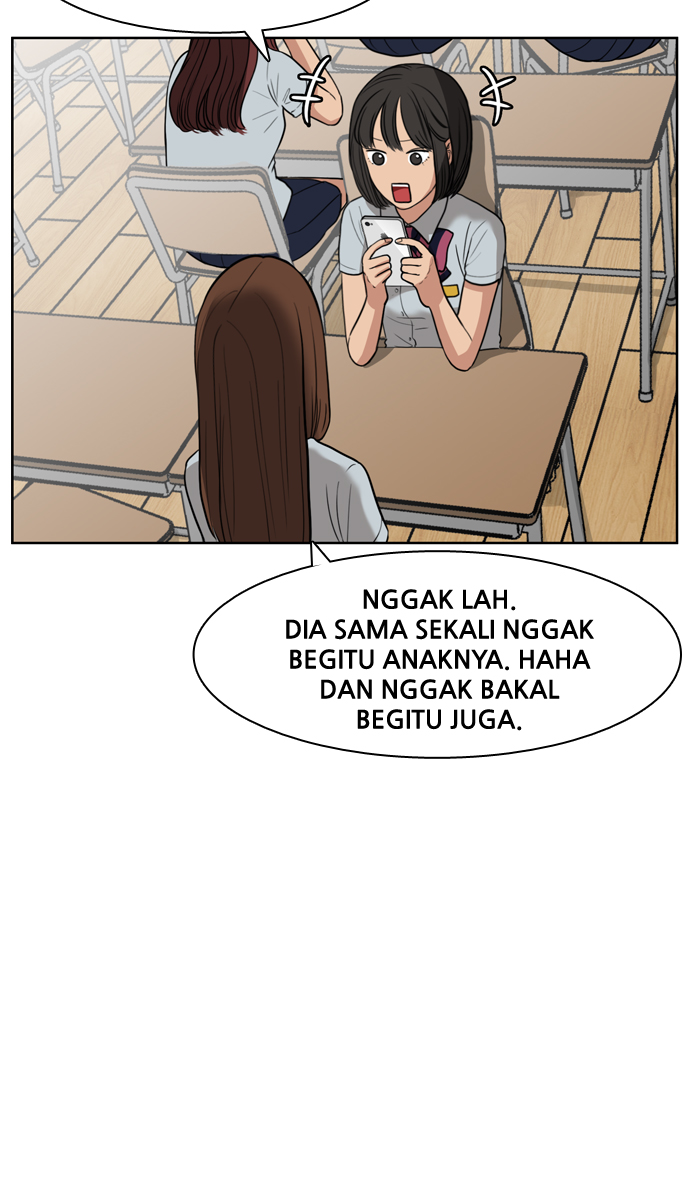 NGGAK LAH.
DIA SAMA SEKALI NGGAK
BEGITU ANAKNYA. HAHA
DAN NGGAK BAKAL
BEGITU JUGA.